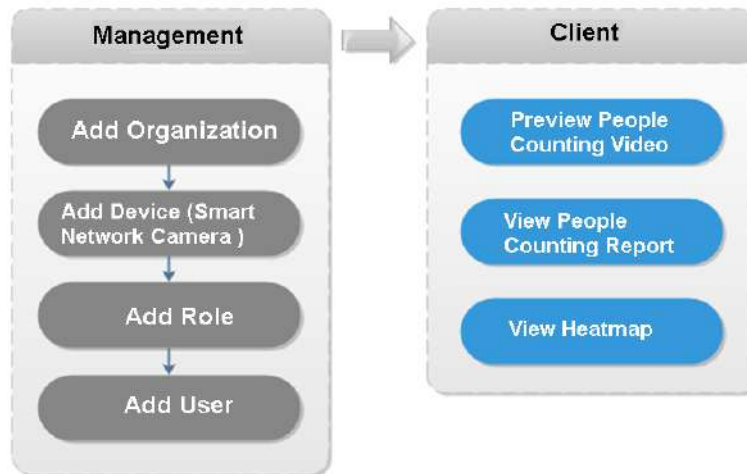 Management
Add Organization
Add Device (Smart
Network Camera )
Add Role
Add User
Client
Preview People
Counting Video
View People
Counting Report
View Heatmap